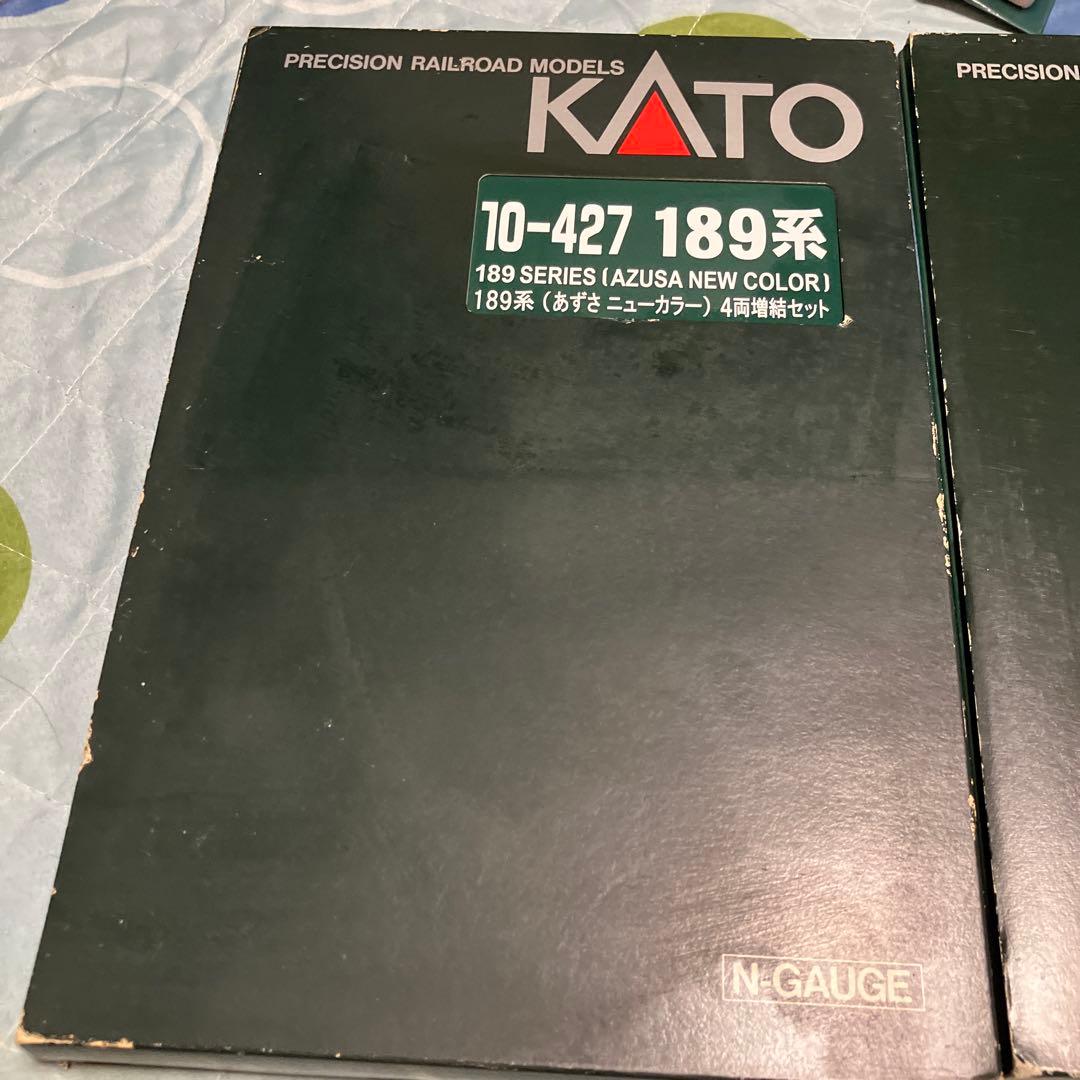 PRECISION RAILROAD MODELS
KATO
10-427 189系
189 SERIES (AZUSA NEW COLOR)
189系 (あずさ ニューカラー) 4両増結セット
N-GAUGE
PRECISION